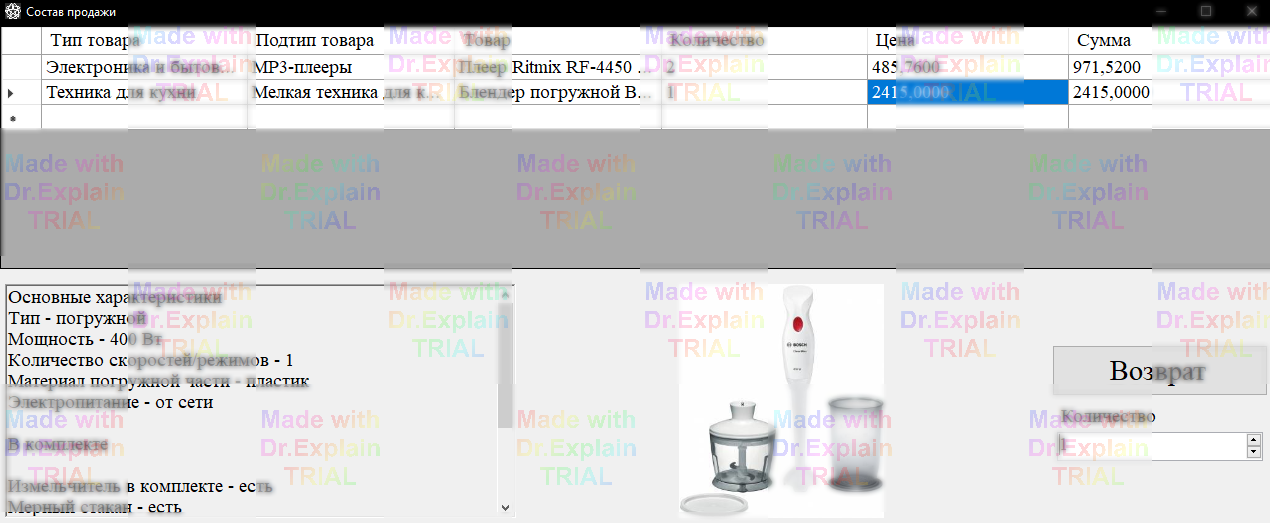 Состав продажи
Тип товара Подтип товара Товар Количество Цена Сумма
Электроника и бытов... MP3-плееры Плеер Ritmix RF-4450 ... 2 485,7600 971,5200
Техника для кухни Мелкая техника для к... Блендер погружной B... 1 2415,0000 2415,0000
Made with Dr.Explain TRIAL
Основные характеристики
Тип - погружной
Мощность - 400 Вт
Количество скоростей/режимов - 1
Материал погружной части - пластик
Электропитание - от сети
В комплекте
Измельчитель в комплекте - есть
Мерный стакан - есть
BOSCH
Возврат
Количество
1